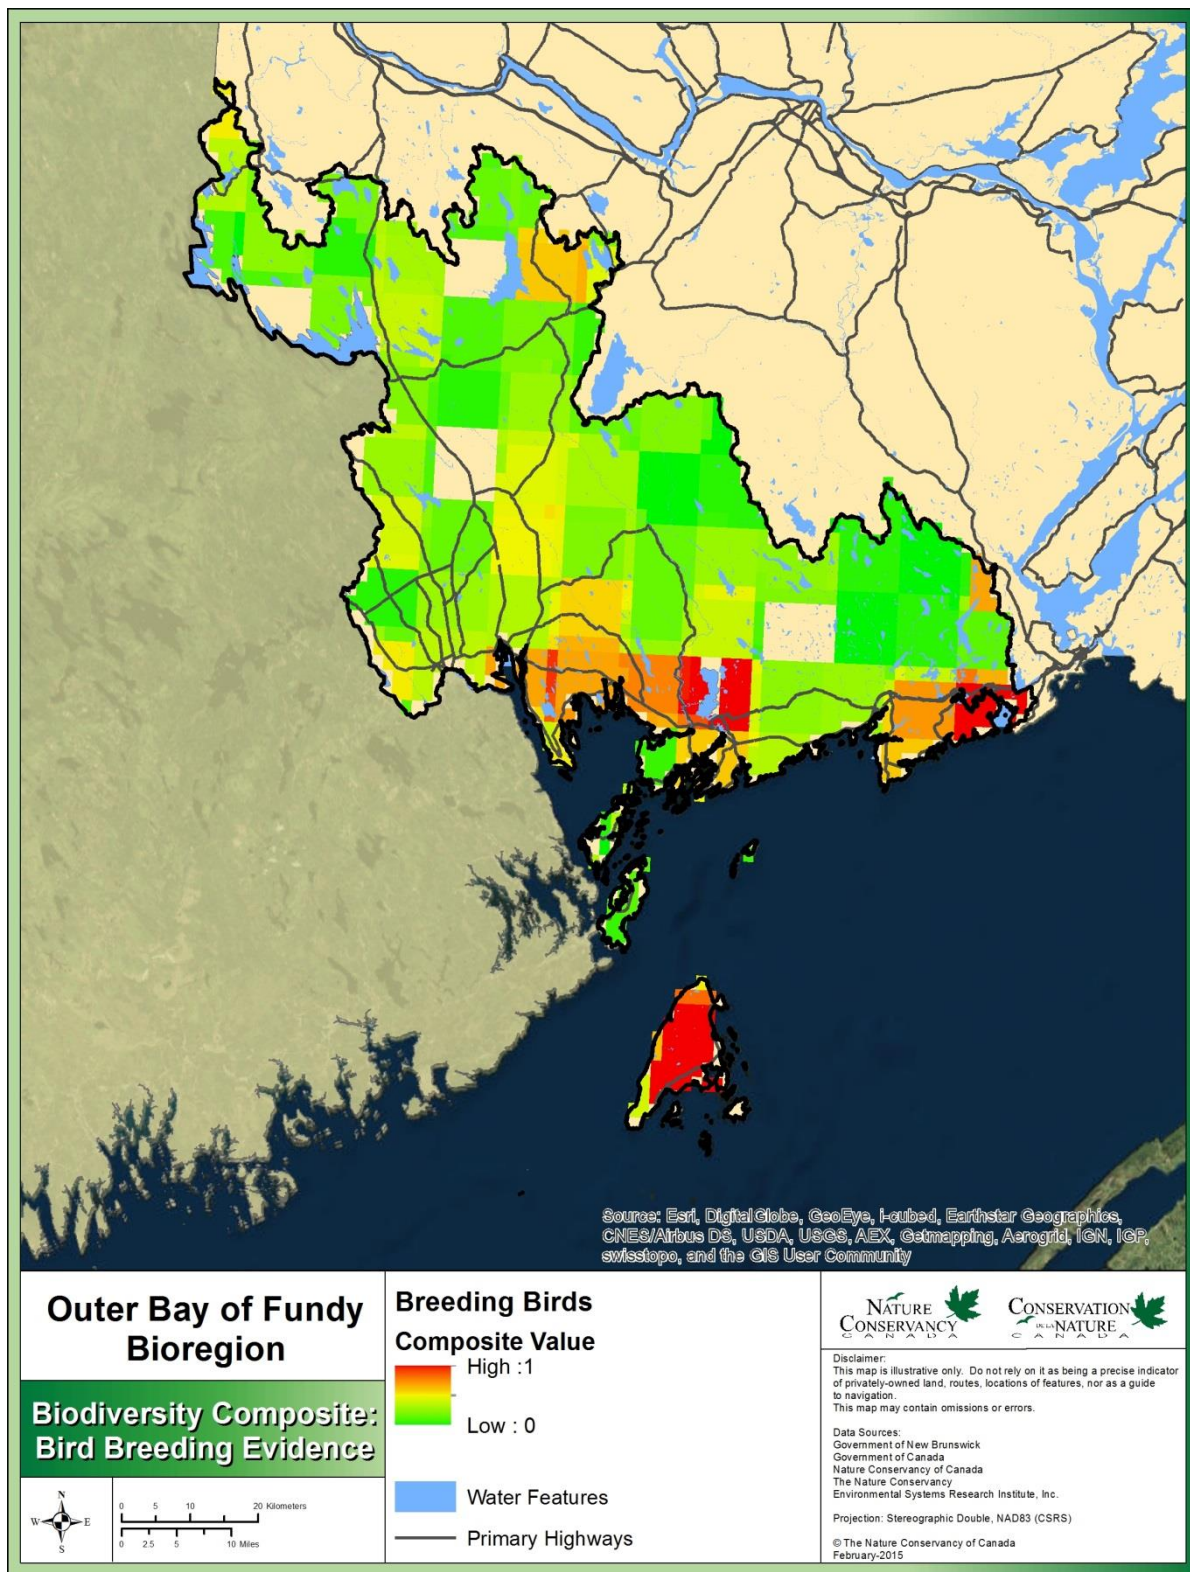 Source: Esri, DigitalGlobe, GeoEye, i-cubed, Earthstar Geographics,
CNES/Airbus DS, USDA, USGS, AEX, Getmapping, Aerogrid, IGN, IGP,
swisstopo, and the GIS User Community
Outer Bay of Fundy
Bioregion
Biodiversity Composite:
Bird Breeding Evidence
N
W
E
S
0 5 10 20 Kilometers
0 2.5 5 10 Miles
Breeding Birds
Composite Value
High :1
Low : 0
Water Features
Primary Highways
NATURE
CONSERVANCY
CANADA
CONSERVATION
DE LA NATURE
CANADA
Disclaimer:
This map is illustrative only. Do not rely on it as being a precise indicator
of privately-owned land, routes, locations of features, nor as a guide
to navigation.
This map may contain omissions or errors.
Data Sources:
Government of New Brunswick
Government of Canada
Nature Conservancy of Canada
The Nature Conservancy
Environmental Systems Research Institute, Inc.
Projection: Stereographic Double, NAD83 (CSRS)
© The Nature Conservancy of Canada
February-2015